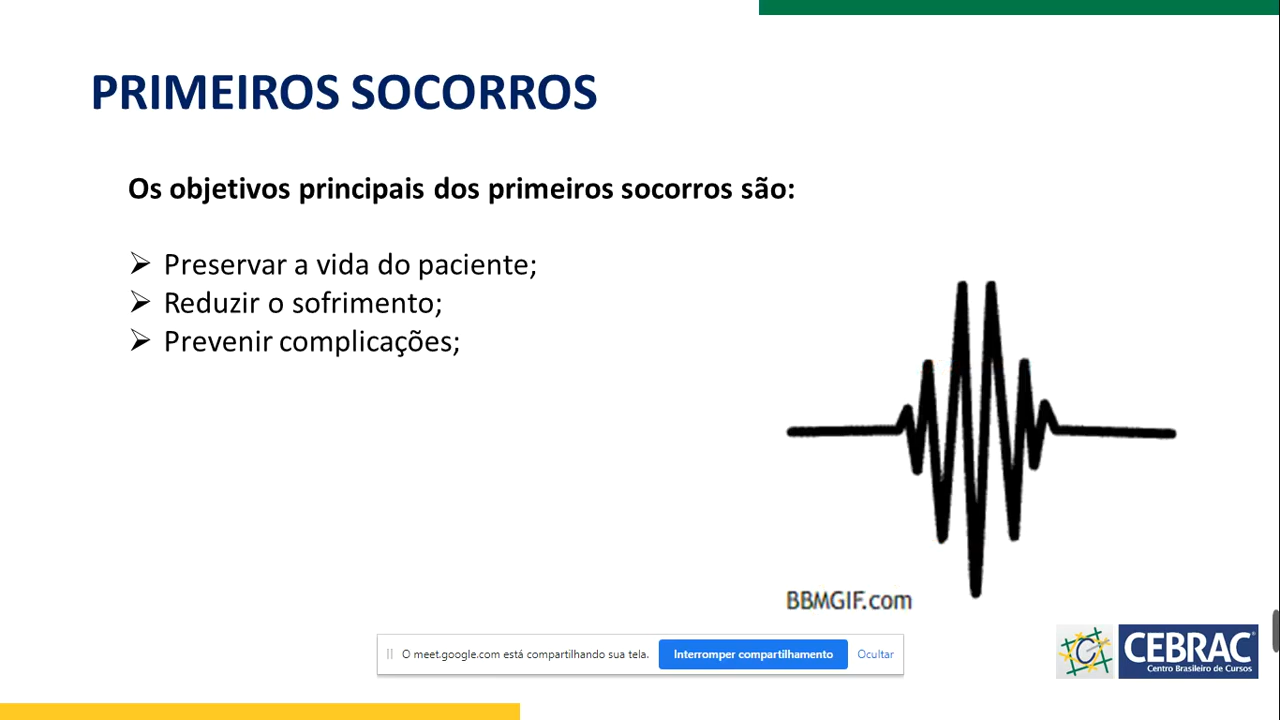 PRIMEIROS SOCORROS
Os objetivos principais dos primeiros socorros são:
Preservar a vida do paciente;
Reduzir o sofrimento;
Prevenir complicações;
BBMGIF.com
O meet.google.com está compartilhando sua tela.
Interromper compartilhamento
Ocultar
CEBRAC
Centro Brasileiro de Cursos